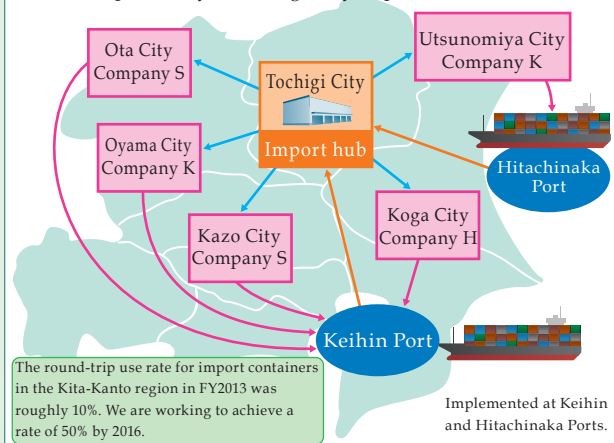 Ota City
Company S
Utsunomiya City
Company K
Tochigi City
Import hub
Oyama City
Company K
Hitachinaka
Port
Kazo City
Company S
Koga City
Company H
Keihin Port
The round-trip use rate for import containers
in the Kita-Kanto region in FY2013 was
roughly 10%. We are working to achieve a
rate of 50% by 2016.
Implemented at Keihin
and Hitachinaka Ports.